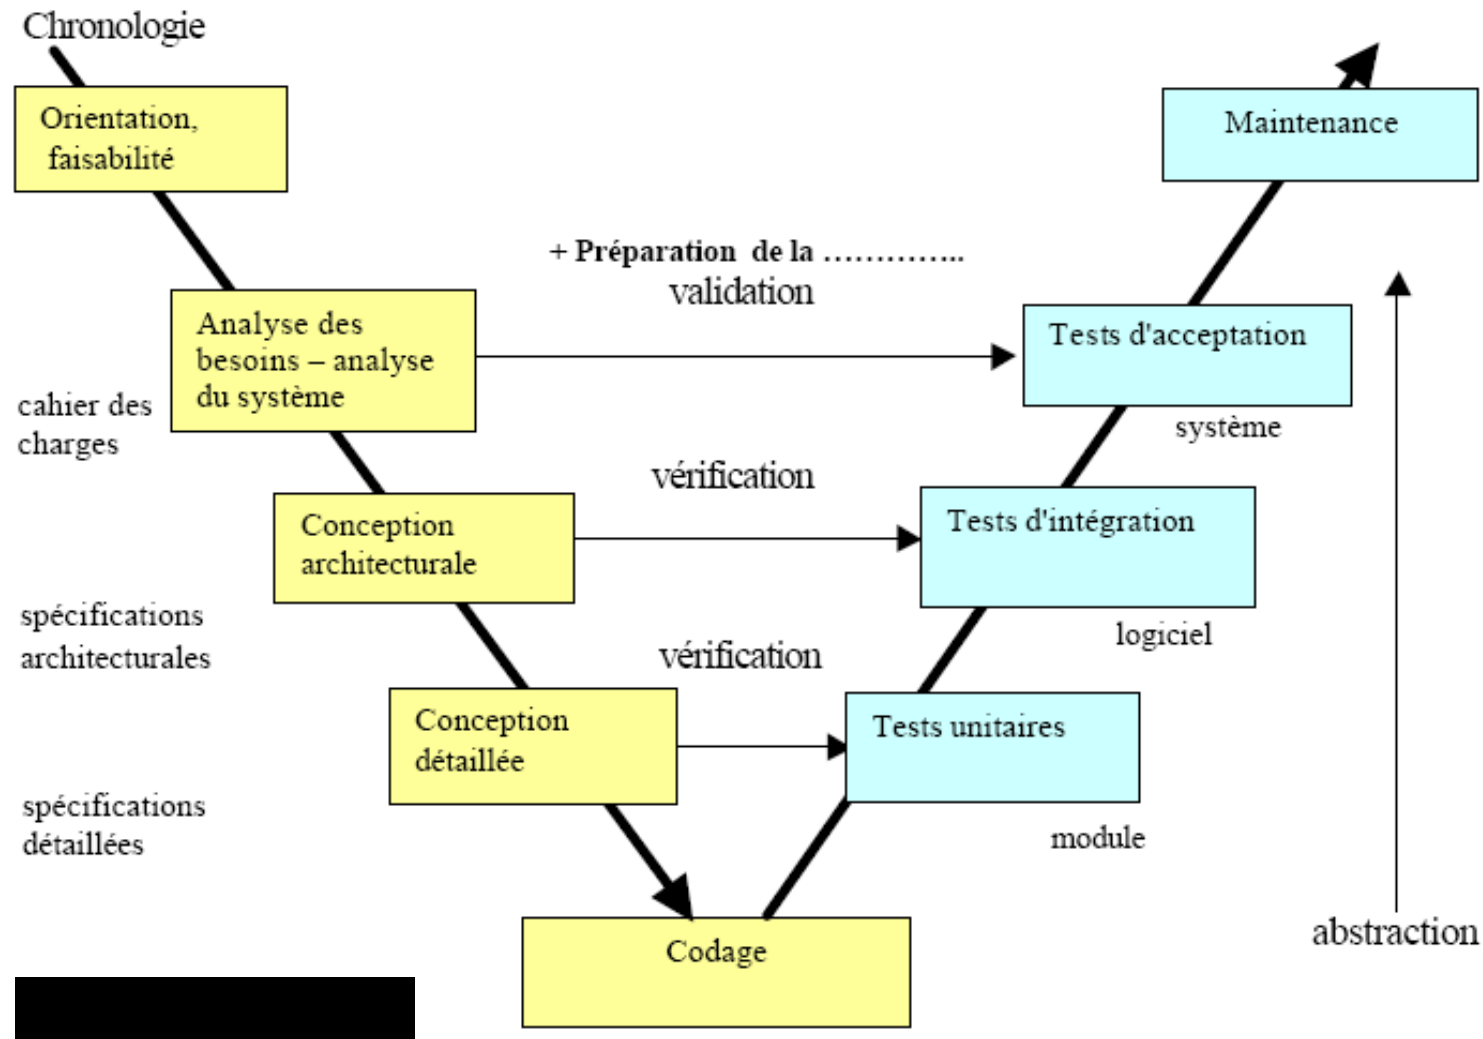 Chronologie
Orientation,
faisabilité
Maintenance
+ Préparation de la …………..
validation
Analyse des
besoins – analyse
du système
Tests d'acceptation
système
cahier des
charges
vérification
Conception
architecturale
Tests d'intégration
logiciel
spécifications
architecturales
vérification
Conception
détaillée
Tests unitaires
module
spécifications
détaillées
Codage
abstraction